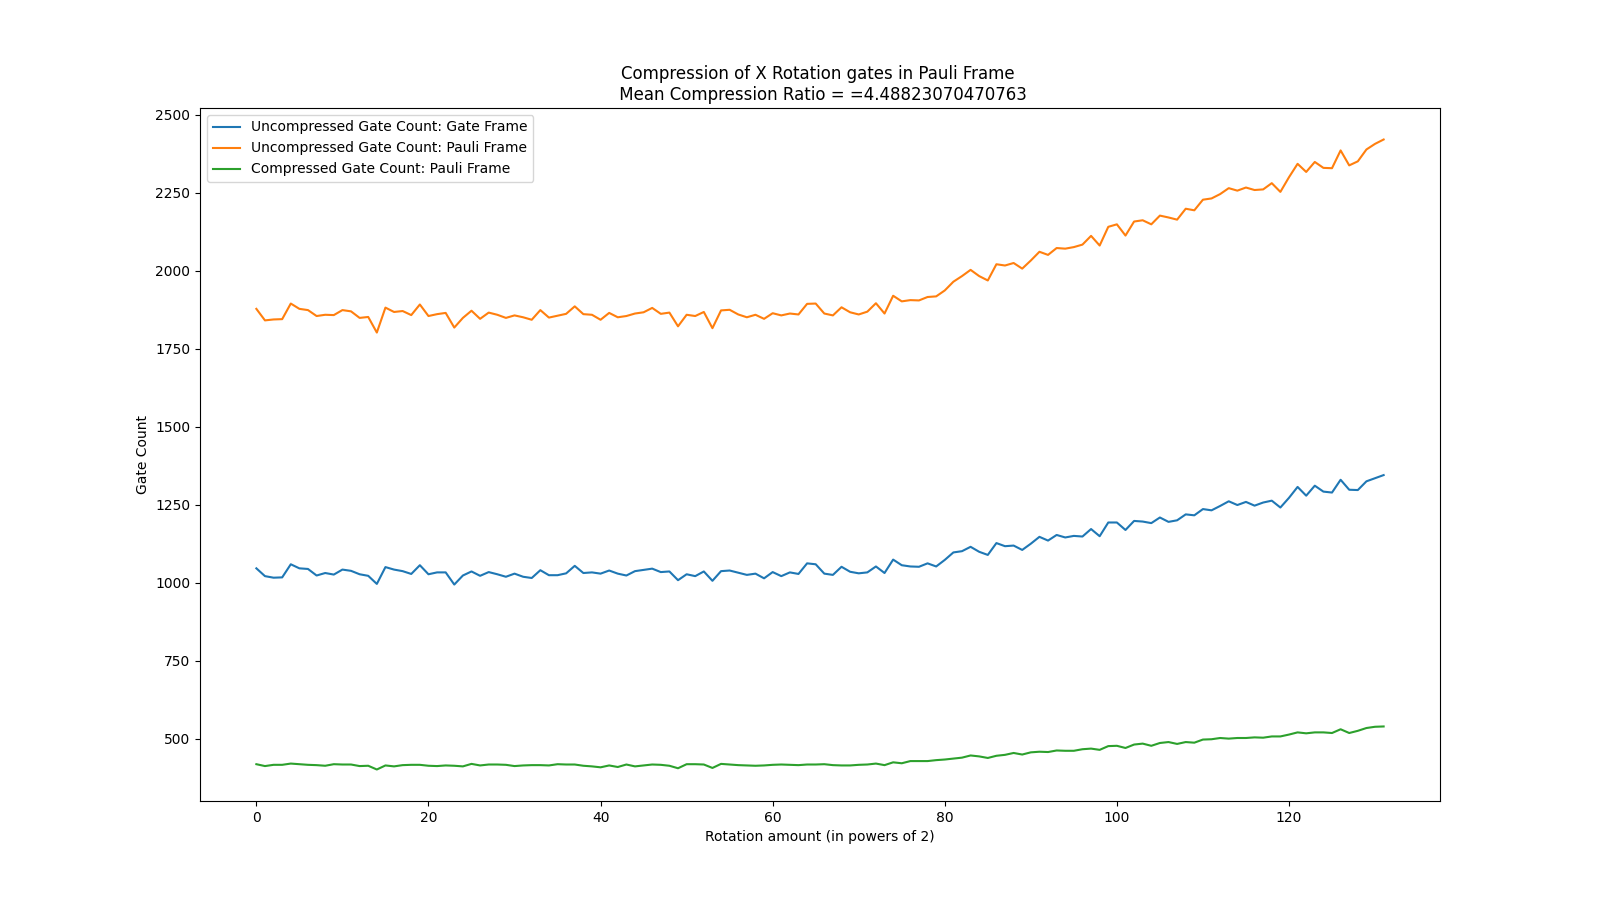 Compression of X Rotation gates in Pauli Frame
Mean Compression Ratio = =4.48823070470763
2500
2250
2000
1750
1500
1250
1000
750
500
Gate Count
Uncompressed Gate Count: Gate Frame
Uncompressed Gate Count: Pauli Frame
Compressed Gate Count: Pauli Frame
0 20 40 60 80 100 120
Rotation amount (in powers of 2)